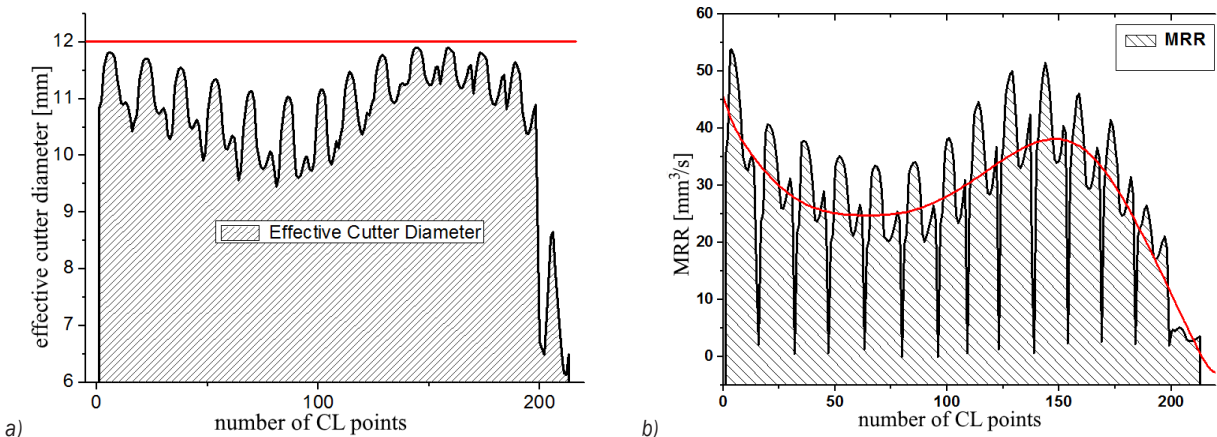 effective cutter diameter [mm]
12
11
10
9
8
7
6
Effective Cutter Diameter
0
100
200
number of CL points
a)
MRR [mm³/s]
60
50
40
30
20
10
0
MRR
0
50
100
150
200
number of CL points
b)